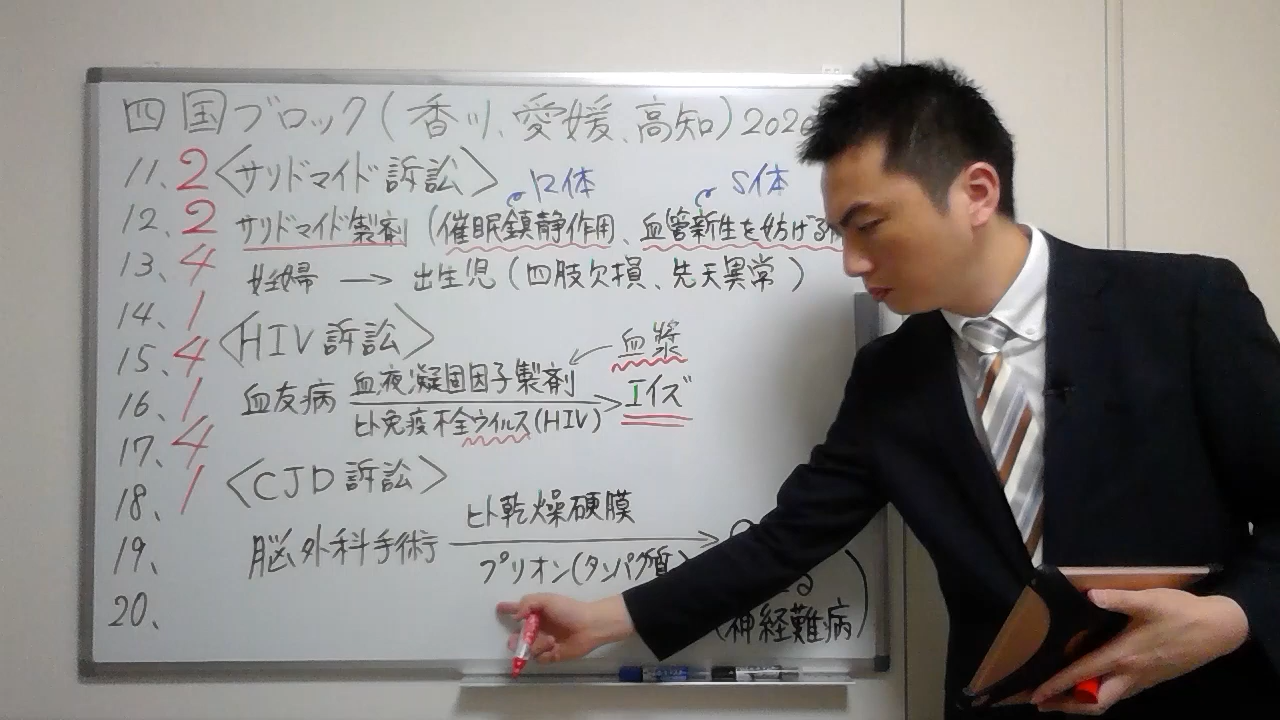 四国ブロック(香川、愛媛、高知)2020
11、2 〈サリドマイド訴訟〉
R体 S体
12、2 サリドマイド製剤(催眠鎮静作用、血管新生を妨げる
13、4 妊婦 → 出生児(四肢欠損、先天異常)
14、1
〈HIV訴訟〉
血漿
15、4
血液凝固因子製剤
16、1 血友病 → エイズ
ヒト免疫不全ウイルス(HIV)
17、4
〈CJD訴訟〉
18、1
ヒト乾燥硬膜
19、 脳外科手術 →
プリオン(タンパク質)
20、
(神経難病)